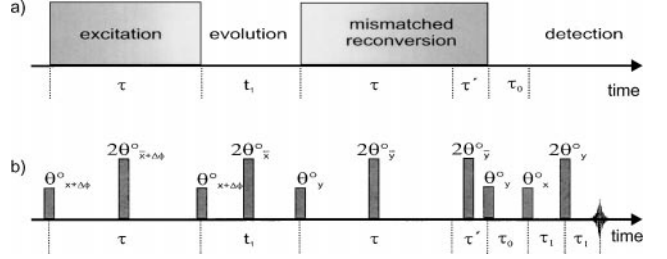 a)
excitation evolution mismatched reconversion detection
τ t₁ τ τ´ τ₀ time
b)
θ°x+Δϕ 2θ°x̄+Δϕ θ°x+Δϕ 2θ°x̄ θ°y 2θ°ȳ 2θ°ȳ θ°y θ°x 2θ°y
τ t₁ τ τ´ τ₀ τ₁ τ₁ time